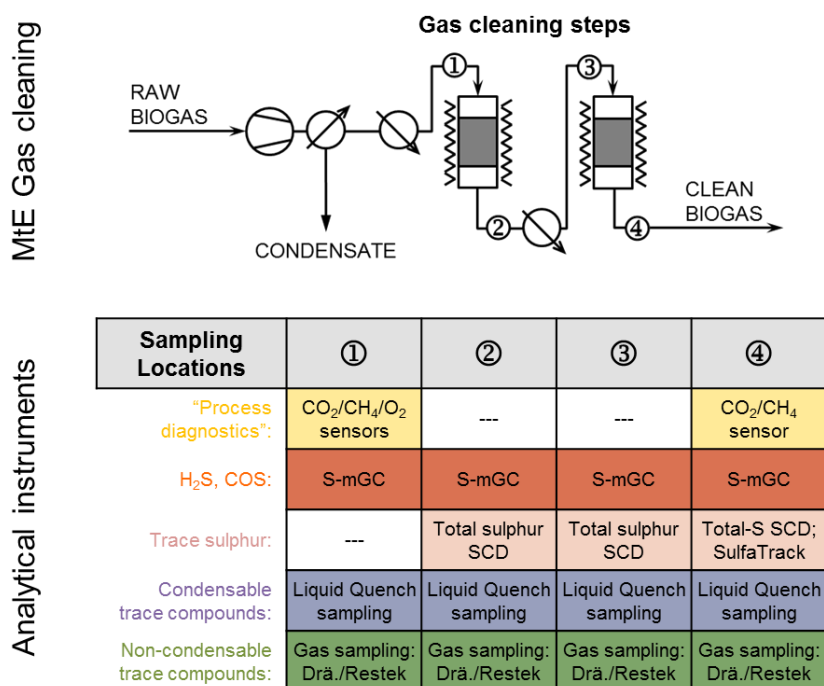 MtE Gas cleaning
Gas cleaning steps
RAW
BIOGAS
①
③
②
④
CLEAN
BIOGAS
CONDENSATE
Analytical instruments
Sampling
Locations
①
②
③
④
“Process
diagnostics”:
CO₂/CH₄/O₂
sensors
---
---
CO₂/CH₄
sensor
H₂S, COS:
S-mGC
S-mGC
S-mGC
S-mGC
Trace sulphur:
---
Total sulphur
SCD
Total sulphur
SCD
Total-S SCD;
SulfaTrack
Condensable
trace compounds:
Liquid Quench
sampling
Liquid Quench
sampling
Liquid Quench
sampling
Liquid Quench
sampling
Non-condensable
trace compounds:
Gas sampling:
Drä./Restek
Gas sampling:
Drä./Restek
Gas sampling:
Drä./Restek
Gas sampling:
Drä./Restek